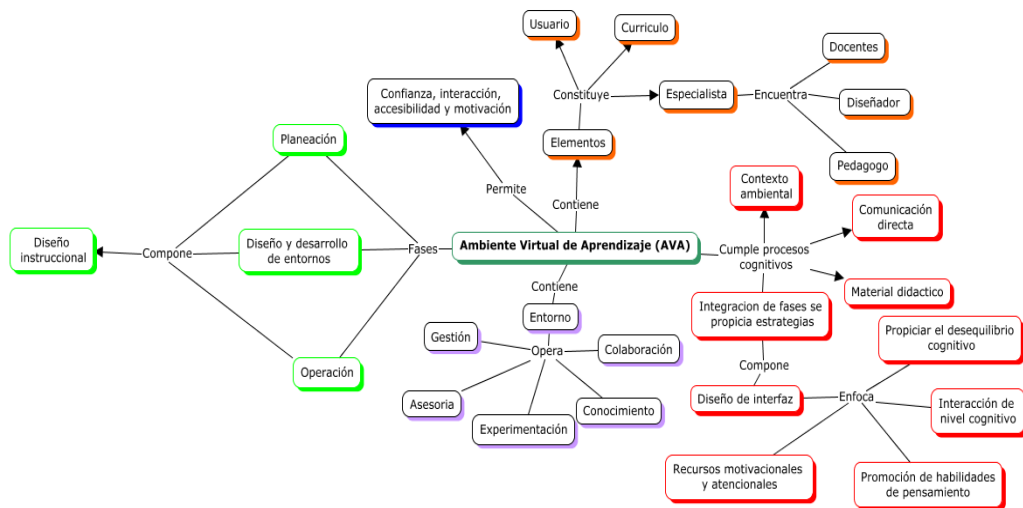 Usuario
Curriculo
Docentes
Confianza, interacción,
accesibilidad y motivación
Constituye
Especialista
Encuentra
Diseñador
Planeación
Elementos
Pedagogo
Permite
Contiene
Contexto
ambiental
Comunicación
directa
Diseño
instruccional
Compone
Diseño y desarrollo
de entornos
Fases
Ambiente Virtual de Aprendizaje (AVA)
Cumple procesos
cognitivos
Contiene
Material didactico
Entorno
Integracion de fases se
propicia estrategias
Gestión
Opera
Colaboración
Propiciar el desequilibrio
cognitivo
Operación
Compone
Asesoria
Conocimiento
Diseño de interfaz
Enfoca
Interacción de
nivel cognitivo
Experimentación
Recursos motivacionales
y atencionales
Promoción de habilidades
de pensamiento